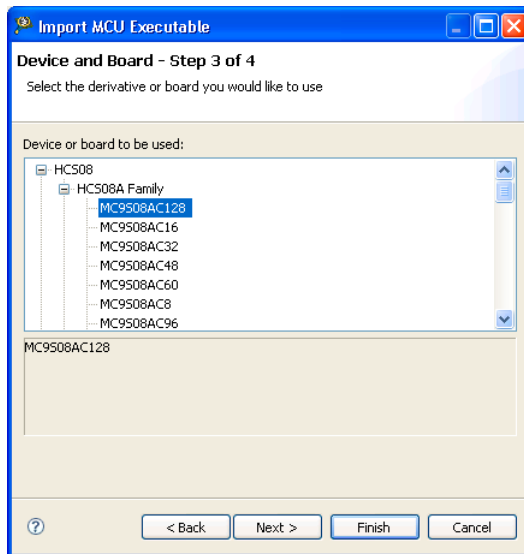 Import MCU Executable
Device and Board - Step 3 of 4
Select the derivative or board you would like to use
Device or board to be used:
HCS08
HCS08A Family
MC9S08AC128
MC9S08AC16
MC9S08AC32
MC9S08AC48
MC9S08AC60
MC9S08AC8
MC9S08AC96
MC9S08AC128
< Back Next > Finish Cancel